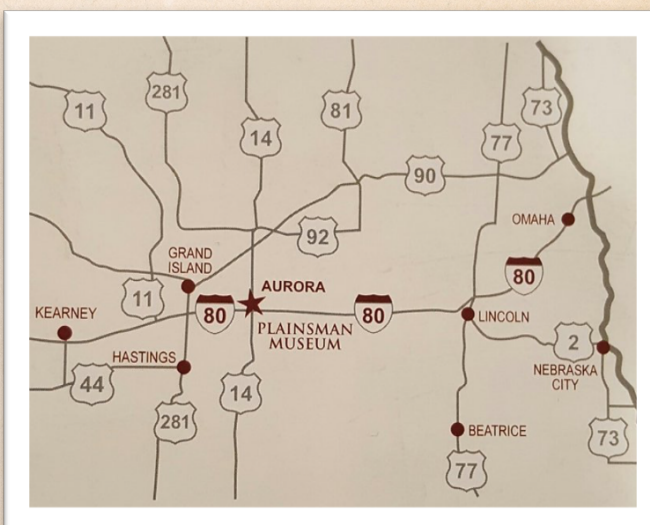 11
281
14
81
77
73
90
OMAHA
92
GRAND
ISLAND
80
11
AURORA
KEARNEY
80
80
PLAINSMAN
MUSEUM
LINCOLN
2
HASTINGS
44
NEBRASKA
CITY
14
281
BEATRICE
73
77